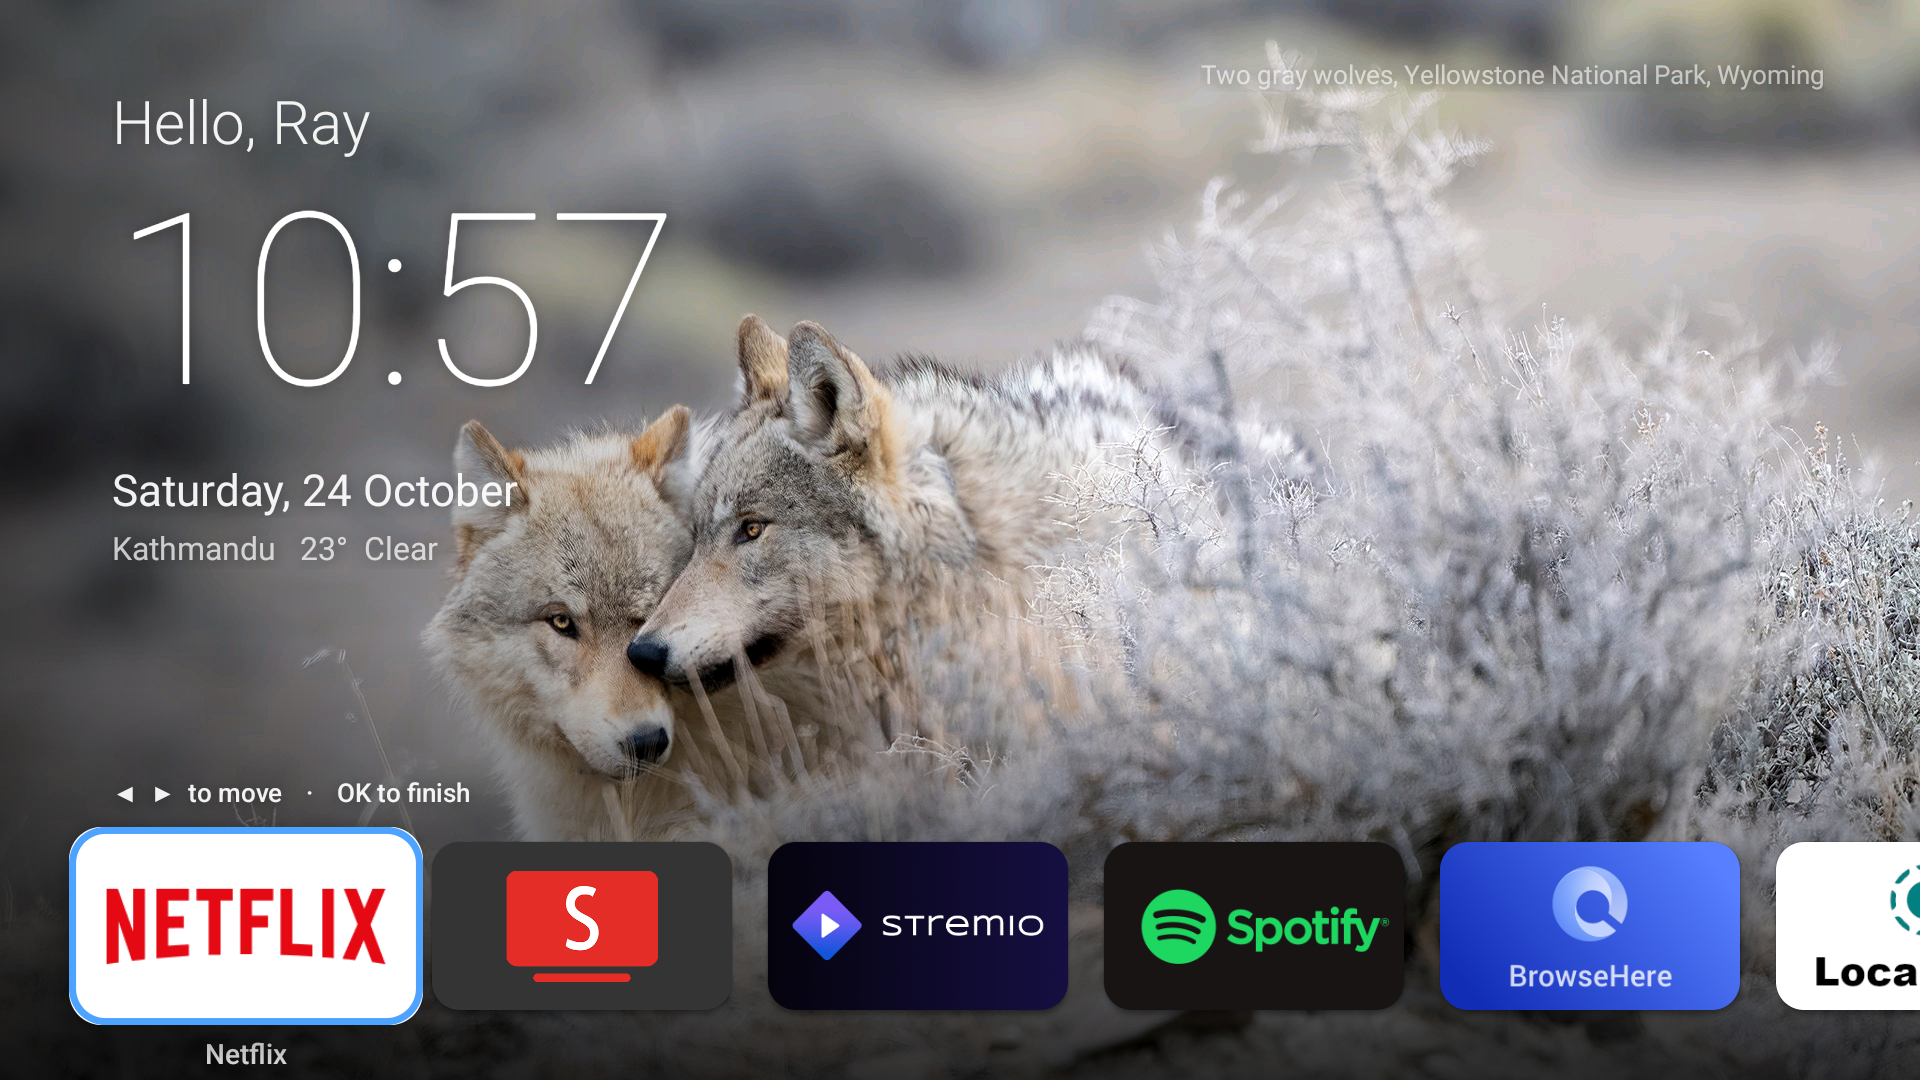 Two gray wolves, Yellowstone National Park, Wyoming
Hello, Ray
10:57
Saturday, 24 October
Kathmandu 23° Clear
◀ ▶ to move · OK to finish
NETFLIX
S
STREMIO
Spotify®
BrowseHere
Loca
Netflix